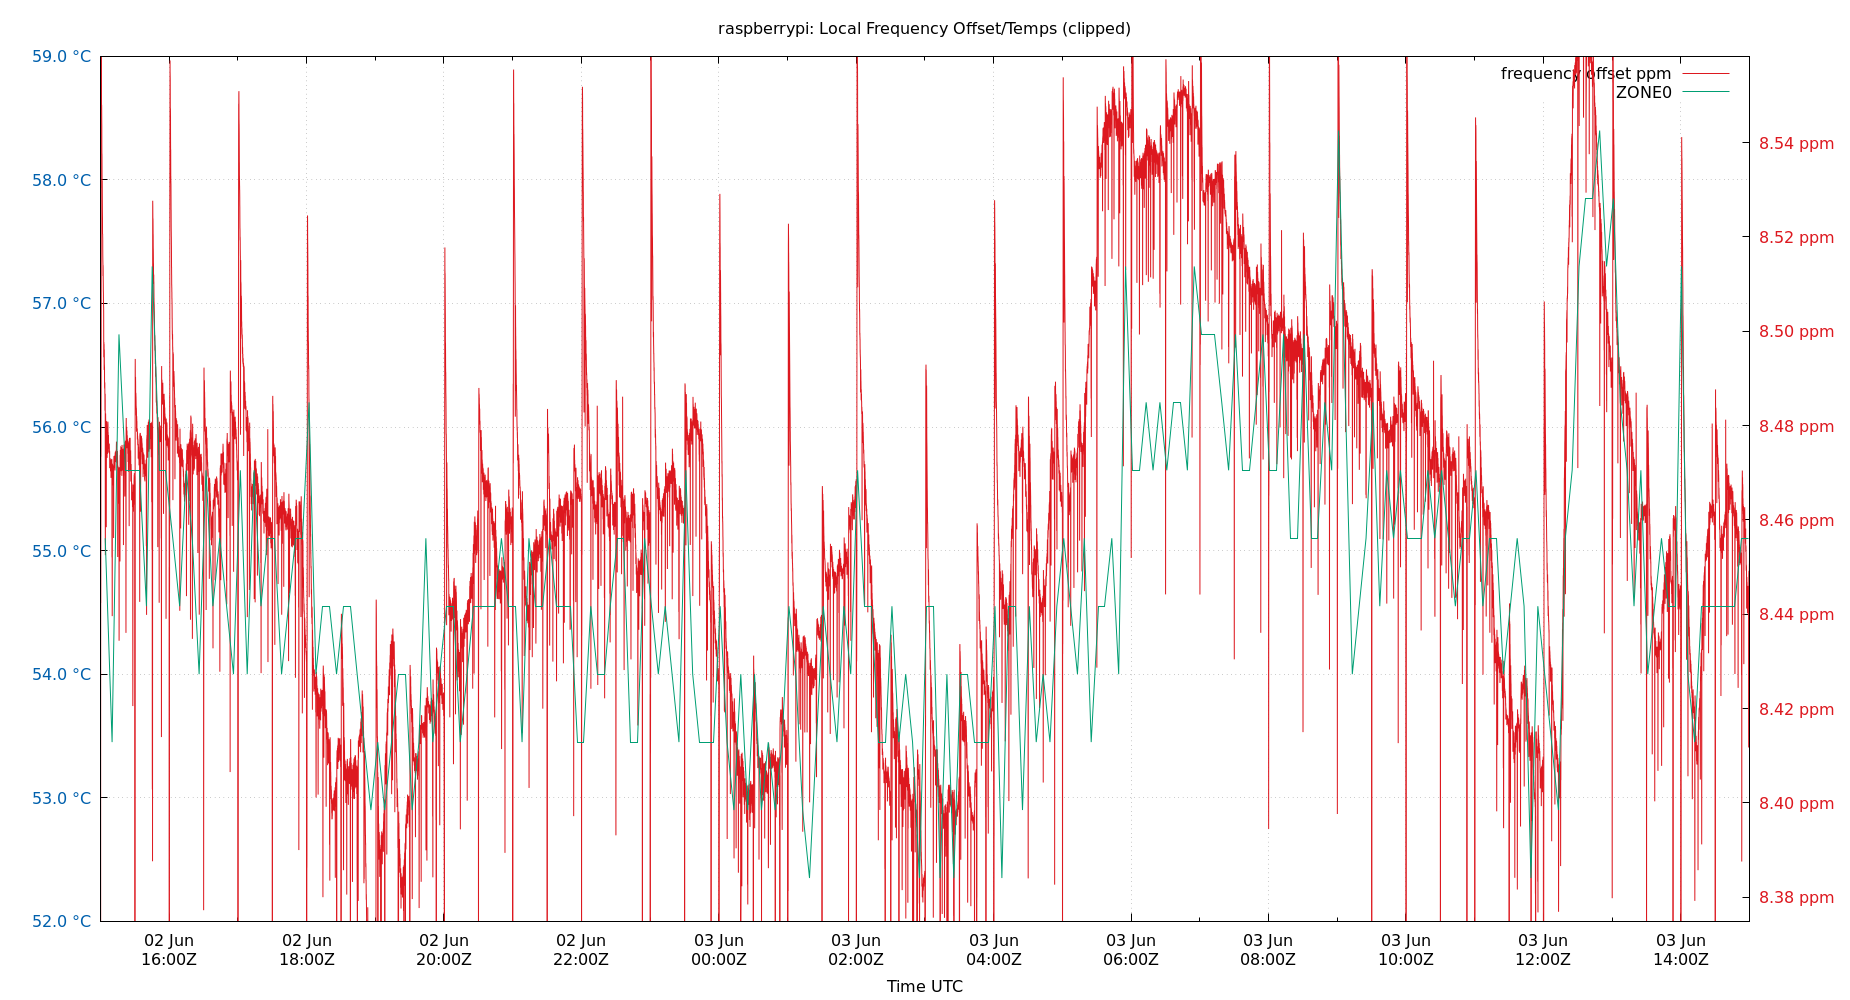 raspberrypi: Local Frequency Offset/Temps (clipped)
59.0 °C
58.0 °C
57.0 °C
56.0 °C
55.0 °C
54.0 °C
53.0 °C
52.0 °C
frequency offset ppm
ZONE0
8.54 ppm
8.52 ppm
8.50 ppm
8.48 ppm
8.46 ppm
8.44 ppm
8.42 ppm
8.40 ppm
8.38 ppm
02 Jun 02 Jun 02 Jun 02 Jun 03 Jun 03 Jun 03 Jun 03 Jun 03 Jun 03 Jun 03 Jun 03 Jun
16:00Z 18:00Z 20:00Z 22:00Z 00:00Z 02:00Z 04:00Z 06:00Z 08:00Z 10:00Z 12:00Z 14:00Z
Time UTC